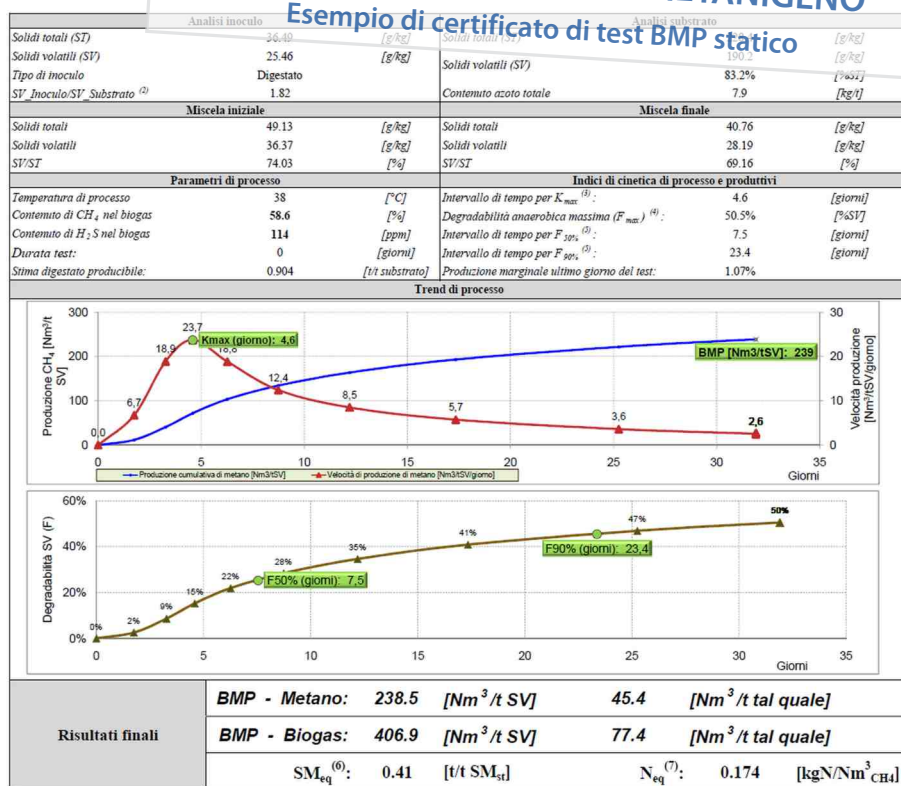 METANIGENO
Esempio di certificato di test BMP statico
Analisi inoculo Analisi substrato
Solidi totali (ST) 36.49 [g/kg] Solidi totali (ST) [g/kg]
Solidi volatili (SV) 25.46 [g/kg] Solidi volatili (SV) 190.2 [g/kg]
Tipo di inoculo Digestato 83.2% [%ST]
SV_Inoculo/SV_Substrato (2) 1.82 Contenuto azoto totale 7.9 [kg/t]
Miscela iniziale Miscela finale
Solidi totali 49.13 [g/kg] Solidi totali 40.76 [g/kg]
Solidi volatili 36.37 [g/kg] Solidi volatili 28.19 [g/kg]
SV/ST 74.03 [%] SV/ST 69.16 [%]
Parametri di processo Indici di cinetica di processo e produttivi
Temperatura di processo 38 [°C] Intervallo di tempo per Kmax (3) : 4.6 [giorni]
Contenuto di CH4 nel biogas 58.6 [%] Degradabilità anaerobica massima (Fmax) (4) : 50.5% [%SV]
Contenuto di H2S nel biogas 114 [ppm] Intervallo di tempo per F50% (5) : 7.5 [giorni]
Durata test: 0 [giorni] Intervallo di tempo per F90% (5) : 23.4 [giorni]
Stima digestato producibile: 0.904 [t/t substrato] Produzione marginale ultimo giorno del test: 1.07%
Trend di processo
Produzione CH4 [Nm³/t SV]
300
200
100
0
0,0 6,7 18,9 23,7 18,8 12,4 8,5 5,7 3,6 2,6
Kmax (giorno): 4,6
BMP [Nm3/tSV]: 239
30
20
10
0
Velocità produzione [Nm³/tSV/giorno]
0 5 10 15 20 25 30 35
Giorni
Produzione cumulativa di metano [Nm3/tSV] Velocità di produzione di metano [Nm3/tSV/giorno]
Degradabilità SV (F)
60%
40%
20%
0%
0% 2% 9% 15% 22% 28% 35% 41% 47% 50%
F50% (giorni): 7,5
F90% (giorni): 23,4
0 5 10 15 20 25 30 35
Giorni
Risultati finali
BMP - Metano: 238.5 [Nm³/t SV] 45.4 [Nm³/t tal quale]
BMP - Biogas: 406.9 [Nm³/t SV] 77.4 [Nm³/t tal quale]
SMeq(6): 0.41 [t/t SMst] Neq(7): 0.174 [kgN/Nm³CH4]